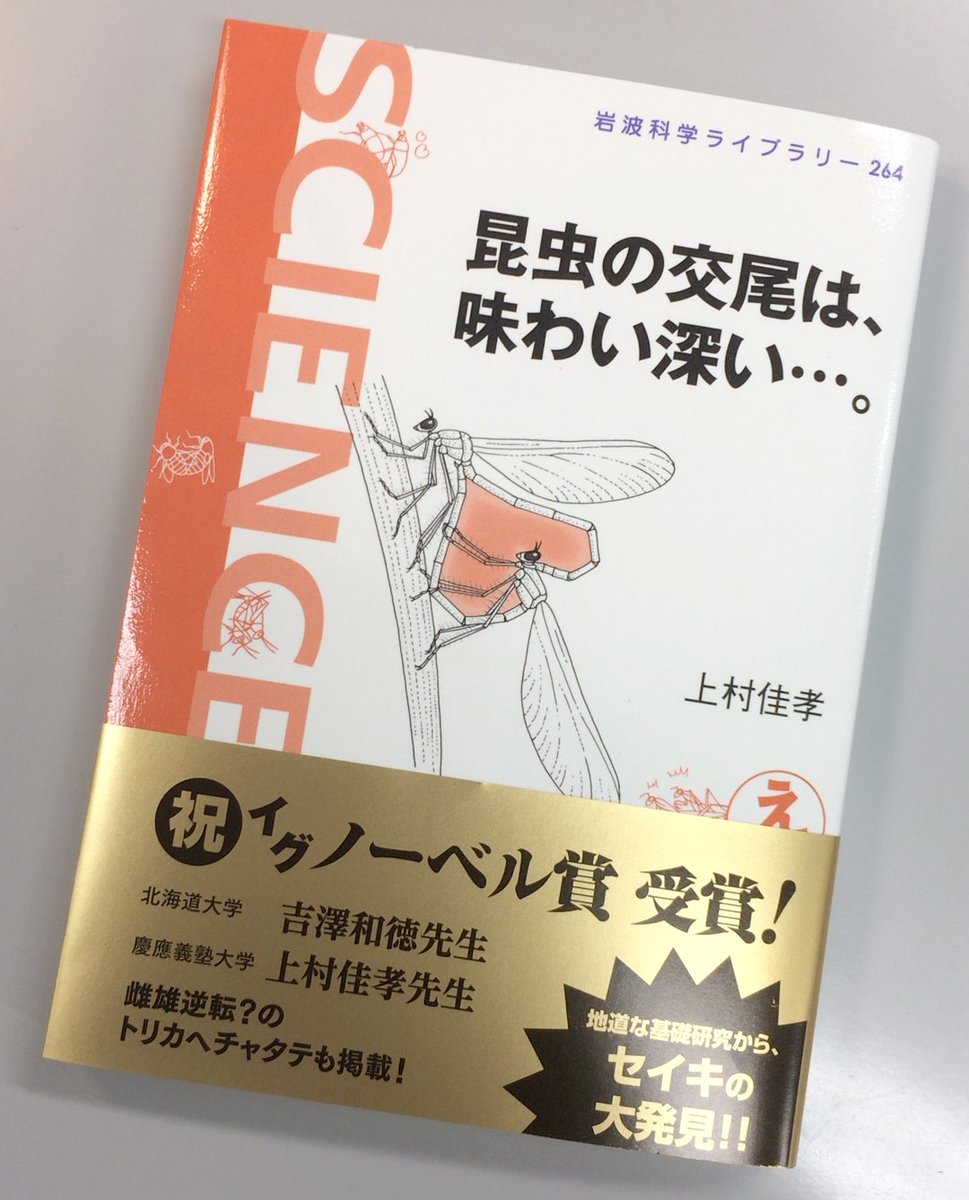 SCIENCE
岩波科学ライブラリー 264
昆虫の交尾は、
味わい深い…。
上村佳孝
え
祝 イグノーベル賞 受賞!
北海道大学 吉澤和徳先生
慶應義塾大学 上村佳孝先生
雌雄逆転?の
トリカヘチャタテも掲載!
地道な基礎研究から、
セイキの
大発見!!